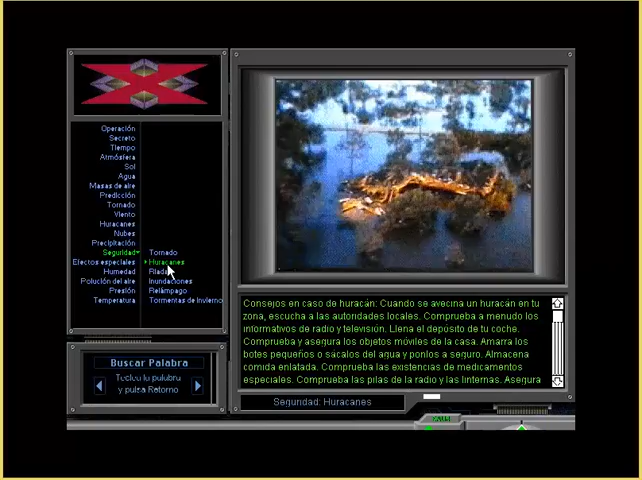 Operación
Secreto
Tiempo
Atmósfera
Sol
Agua
Masas de aire
Predicción
Tornado
Viento
Huracanes
Nubes
Precipitación
Seguridad
Efectos especiales
Humedad
Polución del aire
Presión
Temperatura
Tornado
Huracanes
Riada
Inundaciones
Relámpago
Tormentas de invierno
Buscar Palabra
Teclea tu palabra
y pulsa Retorno
Consejos en caso de huracán: Cuando se avecina un huracán en tu
zona, escucha a las autoridades locales. Comprueba a menudo los
informativos de radio y televisión. Llena el depósito de tu coche.
Comprueba y asegura los objetos móviles de la casa. Amarra los
botes pequeños o sácalos del agua y ponlos a seguro. Almacena
comida enlatada. Comprueba las existencias de medicamentos
especiales. Comprueba las pilas de la radio y las linternas. Asegura
Seguridad: Huracanes